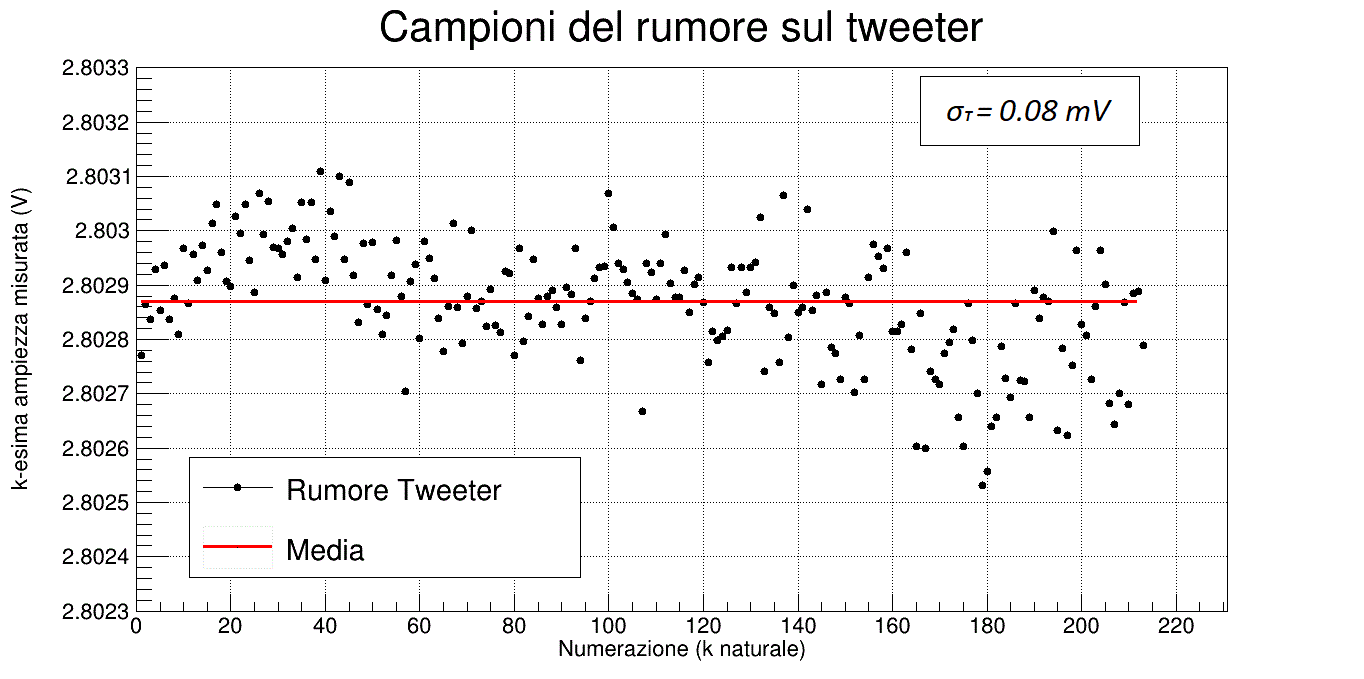 Campioni del rumore sul tweeter
k-esima ampiezza misurata (V)
2.8033
2.8032
2.8031
2.803
2.8029
2.8028
2.8027
2.8026
2.8025
2.8024
2.8023
σT = 0.08 mV
Rumore Tweeter
Media
0 20 40 60 80 100 120 140 160 180 200 220
Numerazione (k naturale)